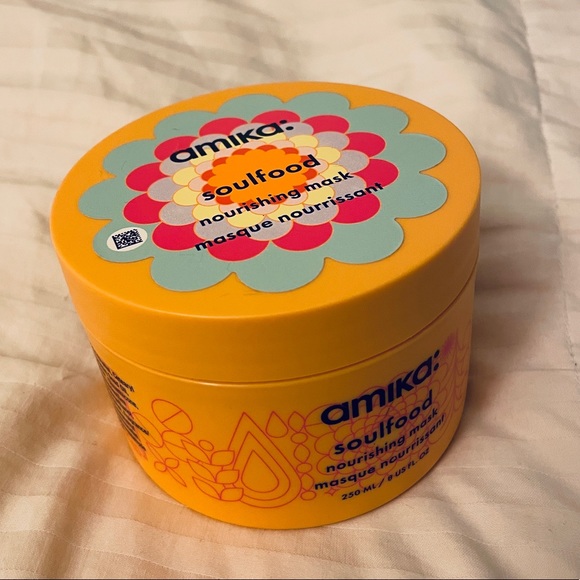 amika:
soulfood
nourishing mask
masque nourrissant
amika:
soulfood
nourishing mask
masque nourrissant
250 ML / 8 US fl. oz